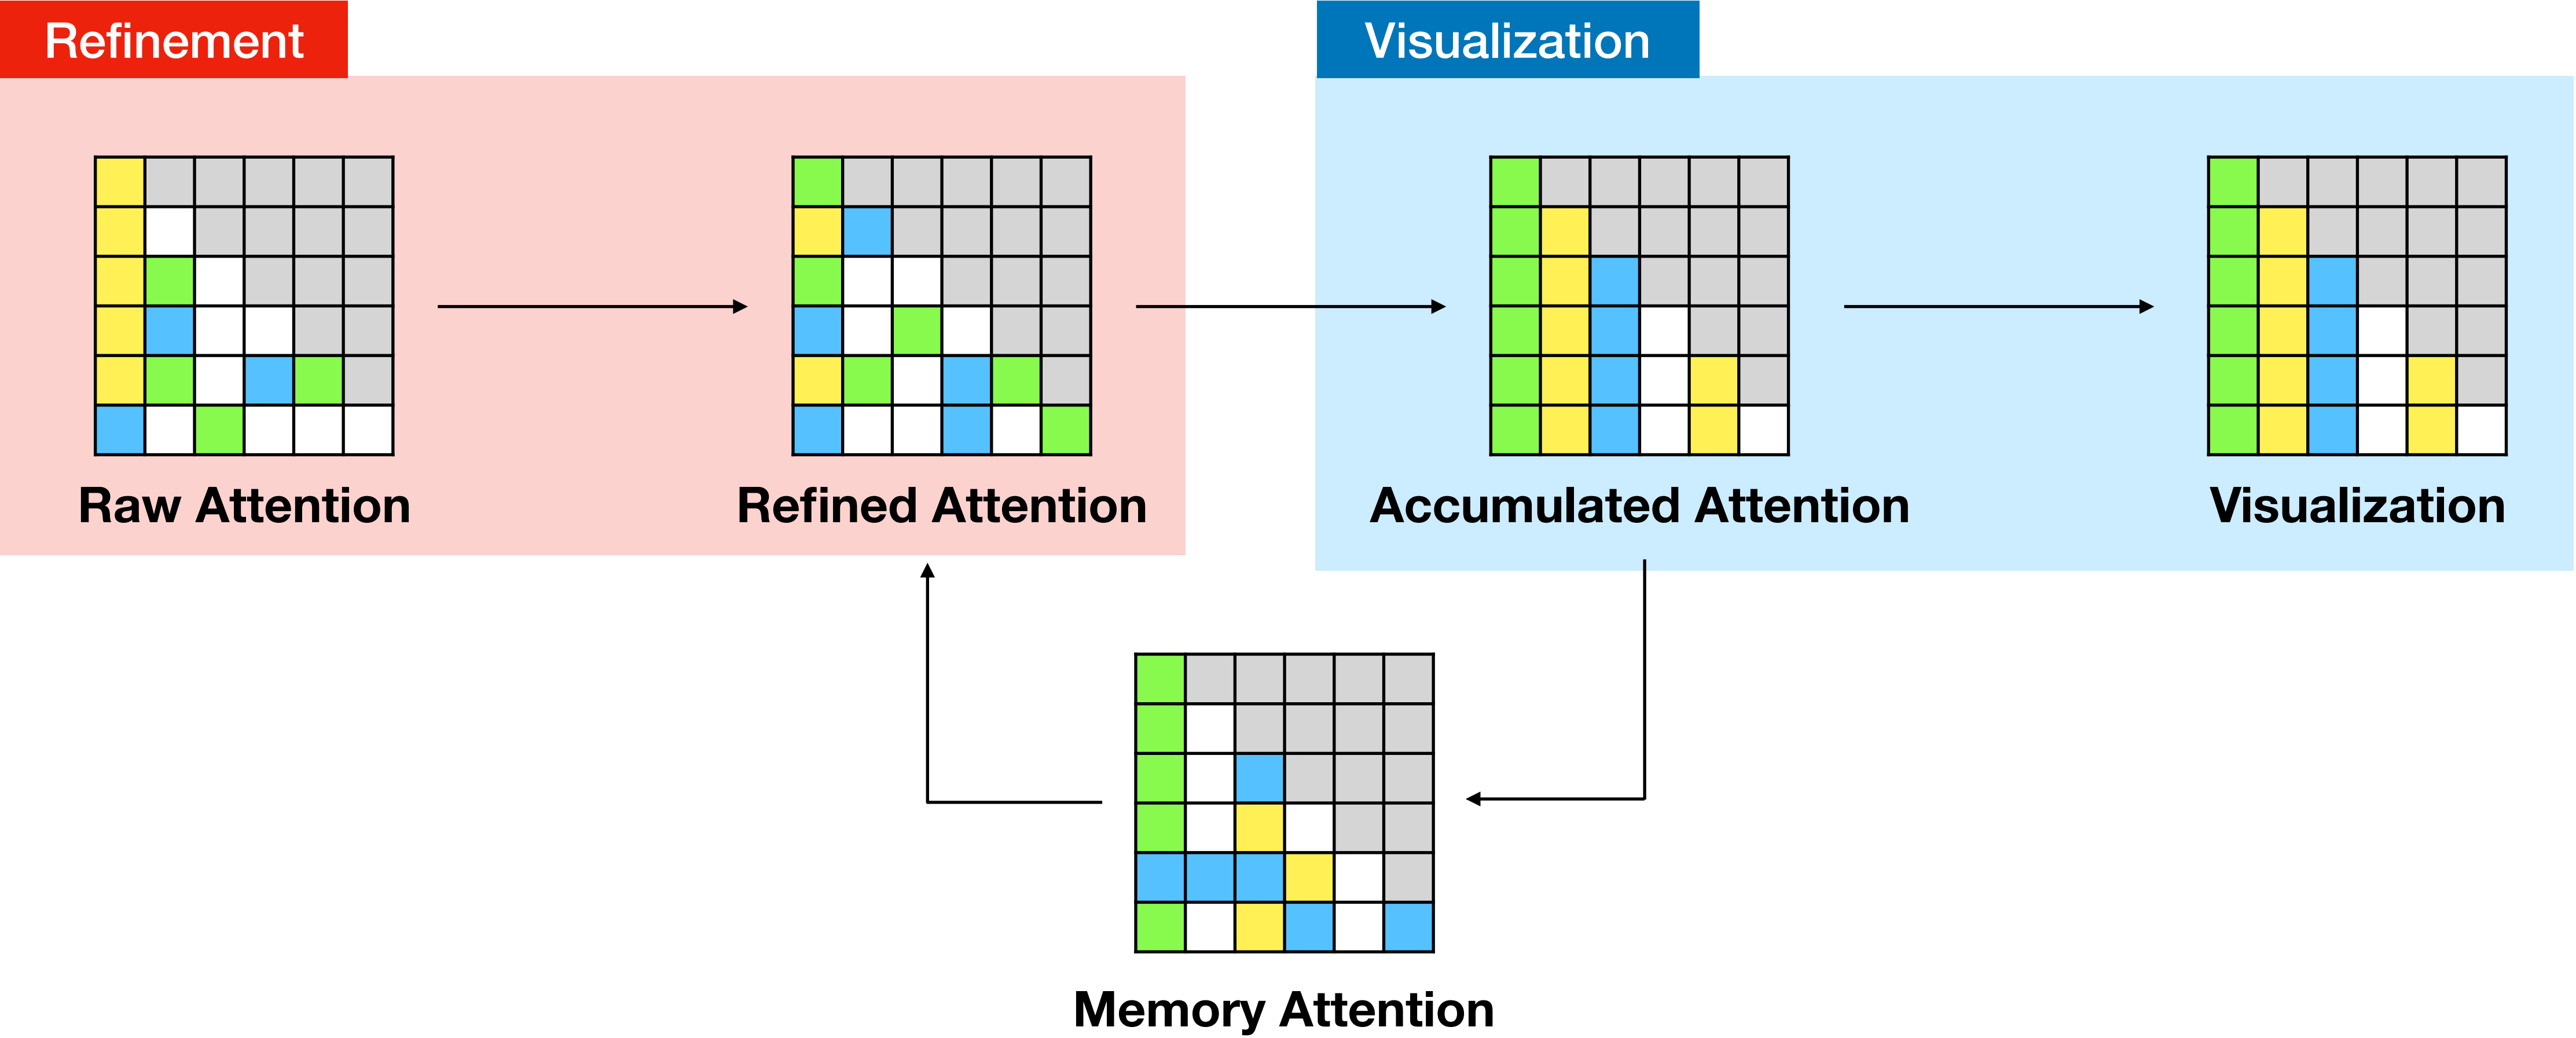 Refinement
Visualization
Raw Attention
Refined Attention
Accumulated Attention
Visualization
Memory Attention